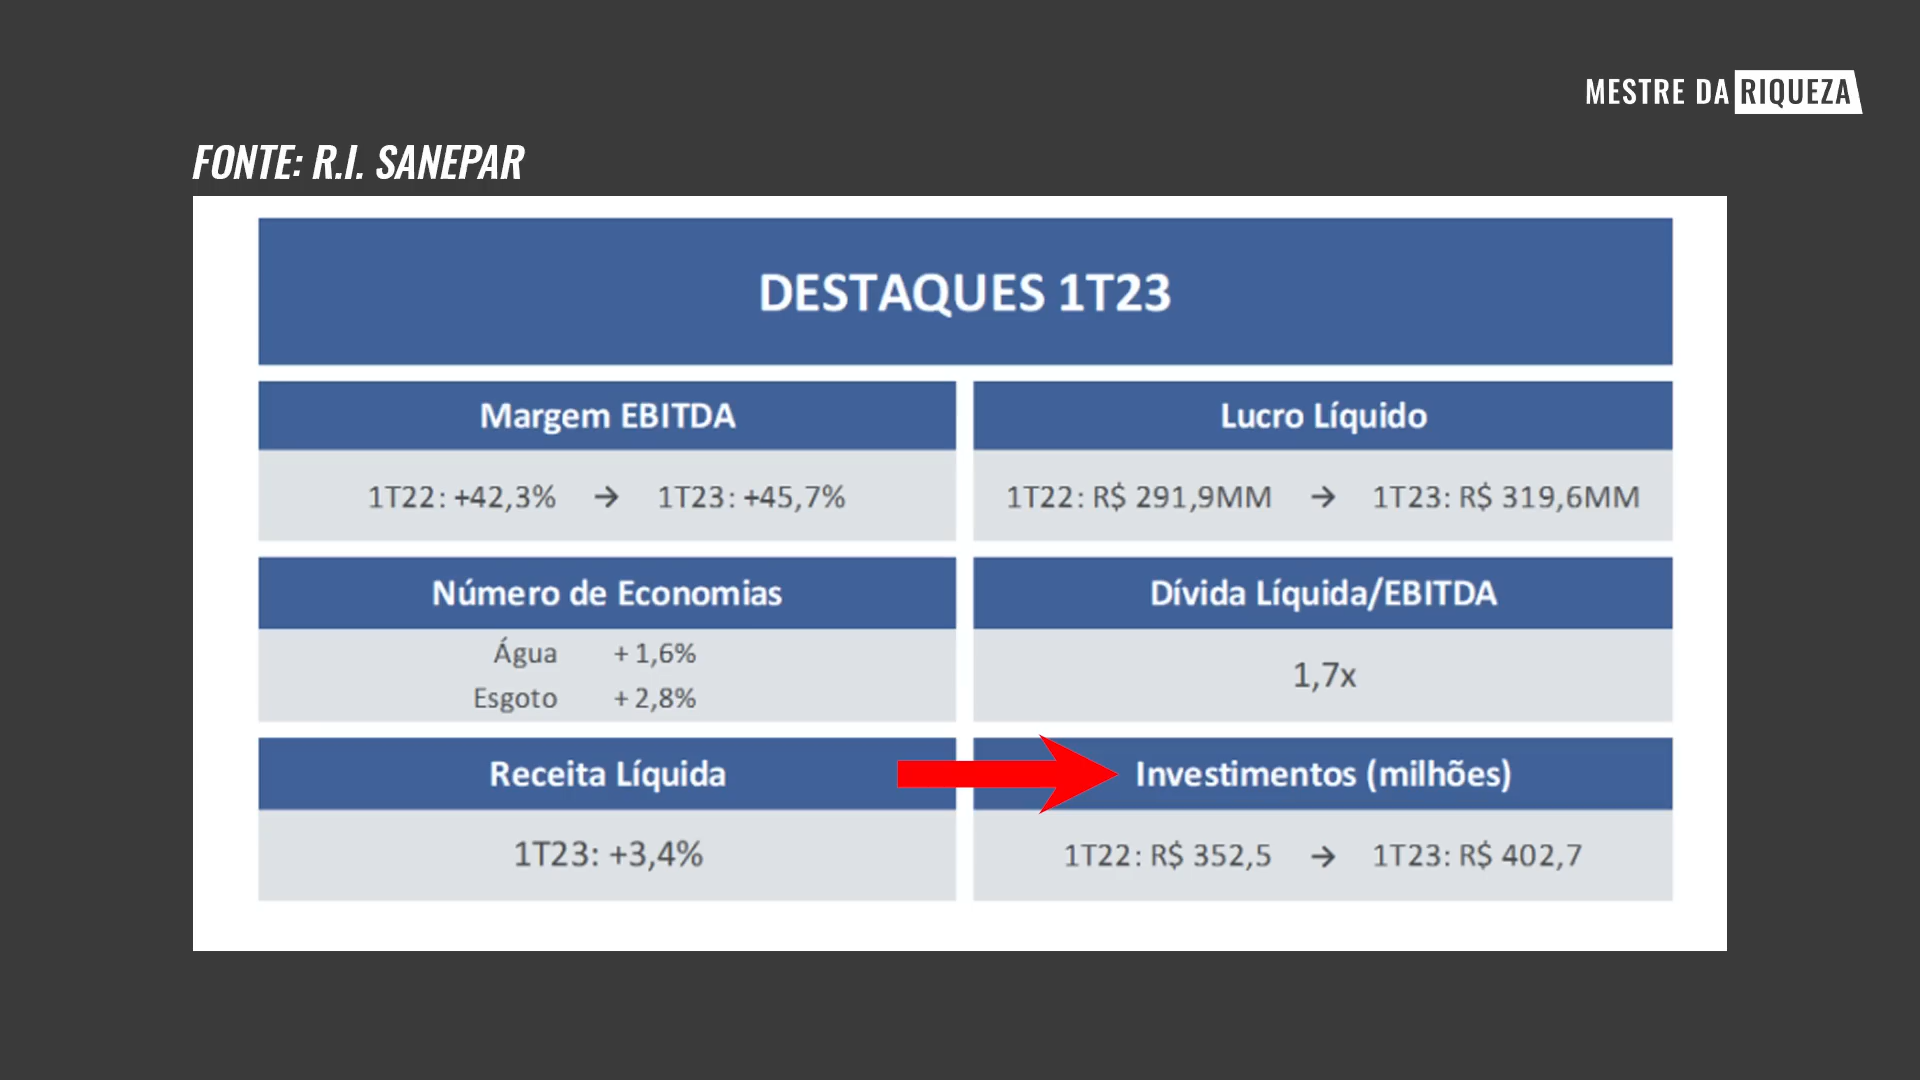 MESTRE DA RIQUEZA
FONTE: R.I. SANEPAR
DESTAQUES 1T23
Margem EBITDA
1T22: +42,3% → 1T23: +45,7%
Lucro Líquido
1T22: R$ 291,9MM → 1T23: R$ 319,6MM
Número de Economias
Água + 1,6%
Esgoto + 2,8%
Dívida Líquida/EBITDA
1,7x
Receita Líquida
1T23: +3,4%
Investimentos (milhões)
1T22: R$ 352,5 → 1T23: R$ 402,7